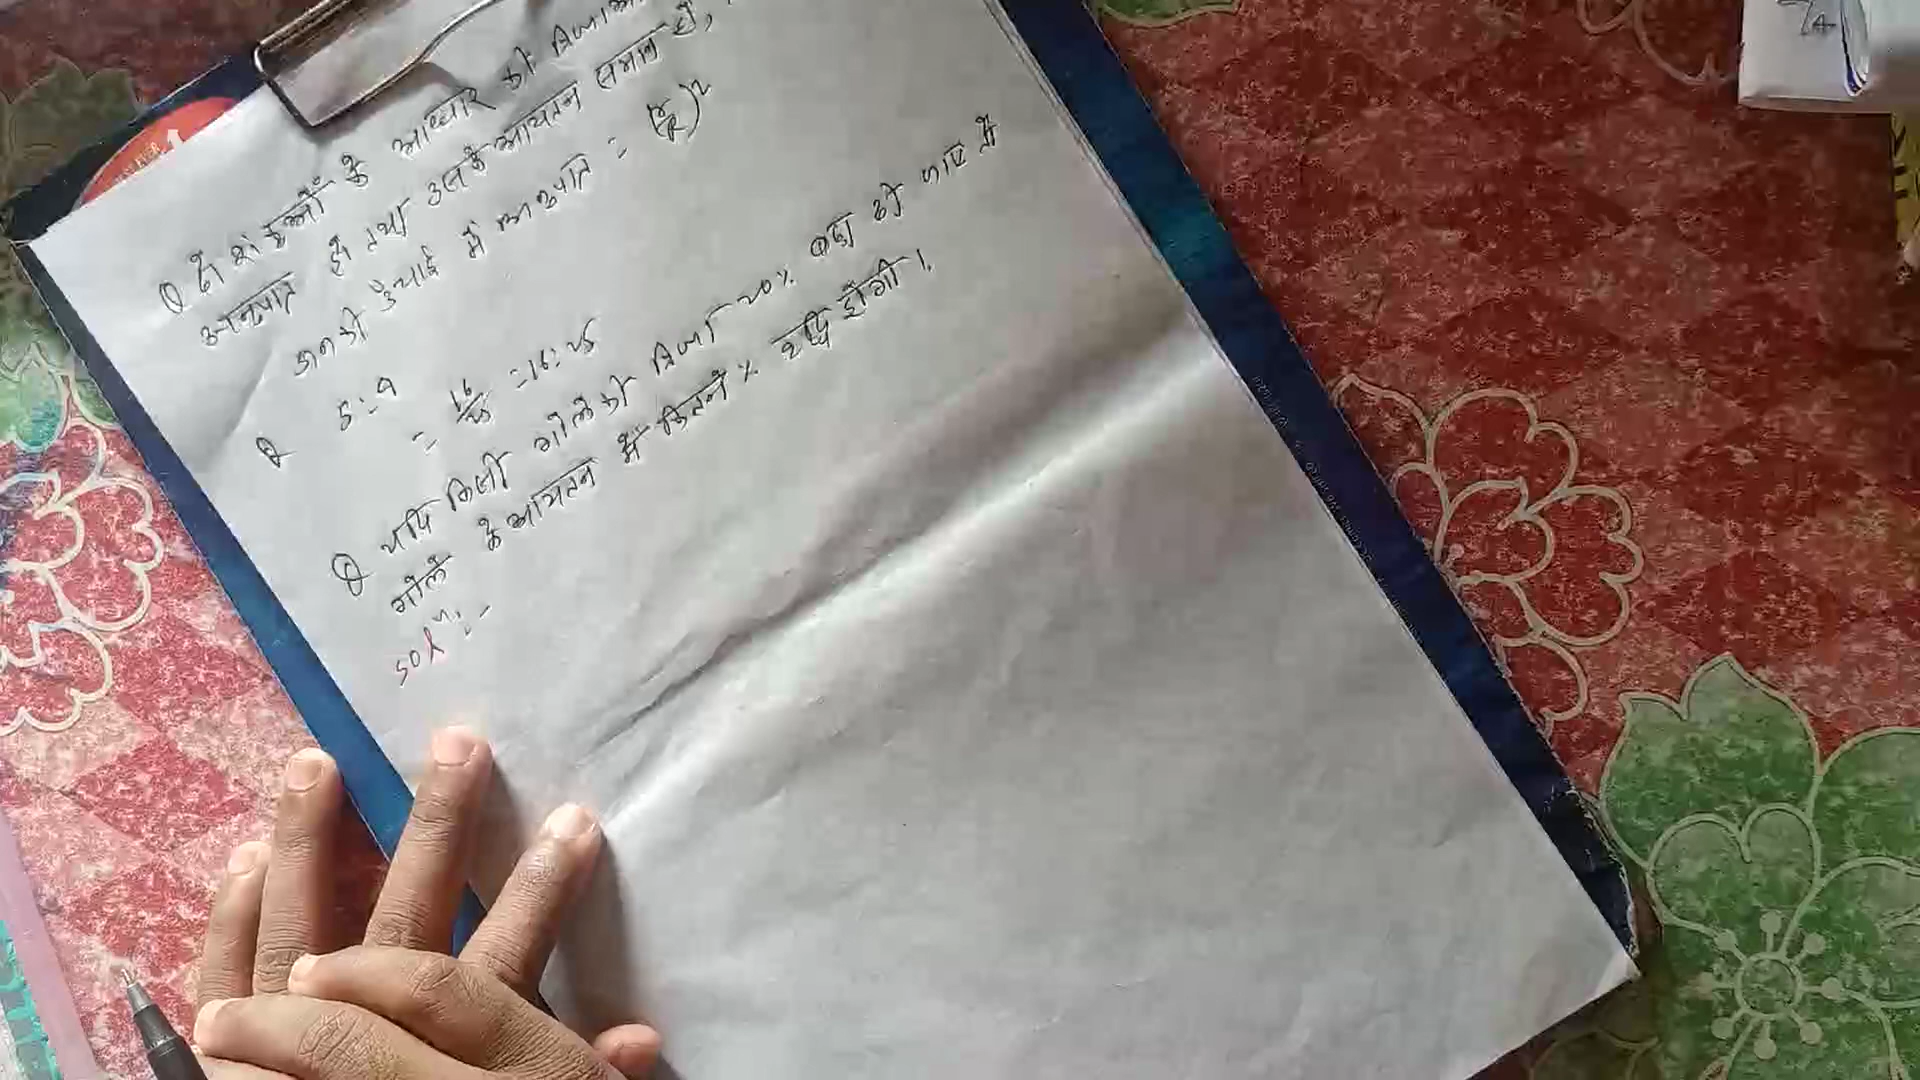 Q दो शंकुओं के आधार की त्रिज्याओं
अनुपात हो तथा उनके आयतन समान हैं,
उनकी ऊँचाई में अनुपात = (r/R)²
5:4
= 16/25 = 16:25
Q
Q यदि किसी गोले की त्रिज्या 20% बढ़ा दी जाए तो
गोले के आयतन में कितने % वृद्धि होगी।
Solⁿ:-